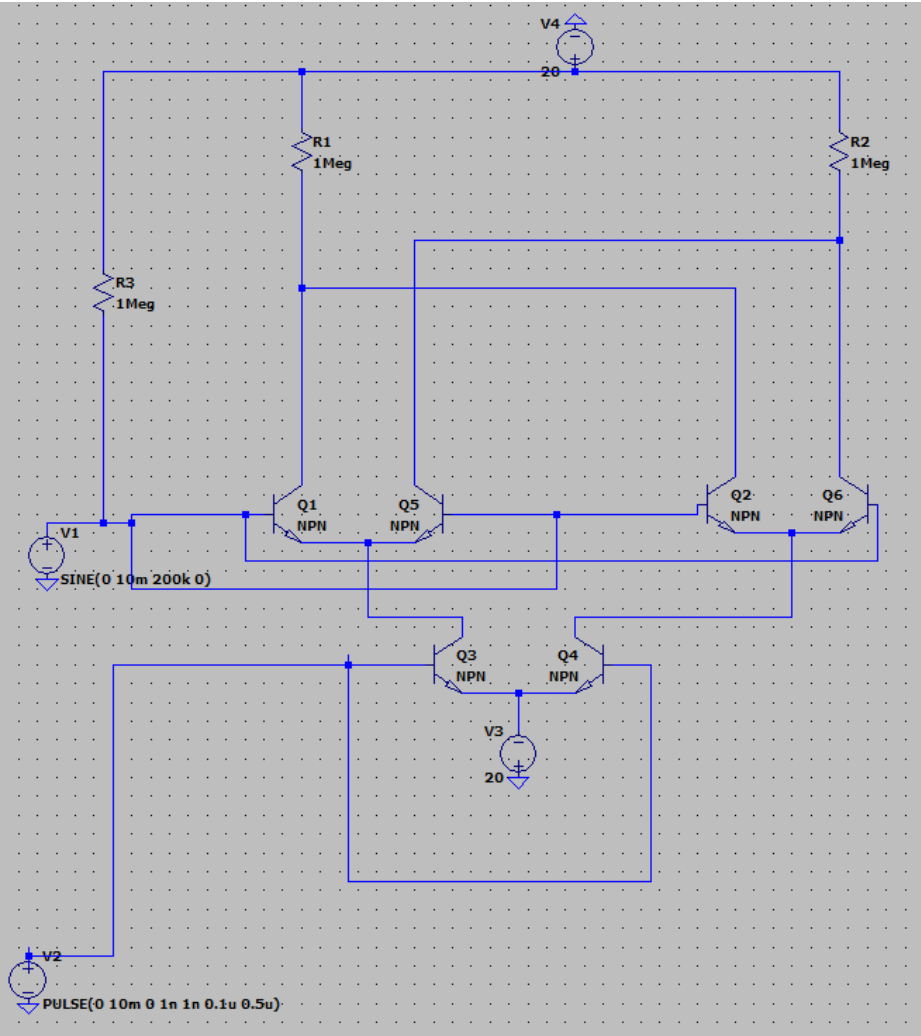 V4
20
R1
1Meg
R2
1Meg
R3
1Meg
Q1
NPN
Q5
NPN
Q2
NPN
Q6
NPN
V1
SINE(0 10m 200k 0)
Q3
NPN
Q4
NPN
V3
20
V2
PULSE(0 10m 0 1n 1n 0.1u 0.5u)